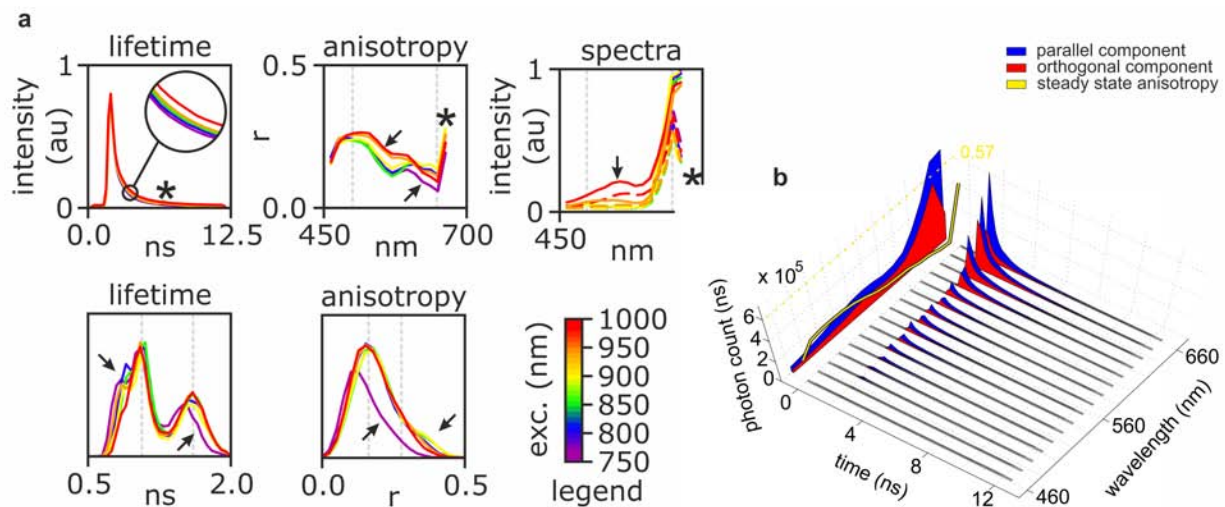 a
lifetime
anisotropy
spectra
1
intensity
(au)
0
0.0
ns
12.5
*
0.5
r
0.0
450
nm
700
*
1
intensity
(au)
0
450
nm
*
lifetime
anisotropy
0.5
ns
2.0
0.0
r
0.5
exc. (nm)
1000
950
900
850
800
750
legend
parallel component
orthogonal component
steady state anisotropy
b
0.57
x 10⁵
photon count (ns)
6
4
2
0
0
4
8
12
time (ns)
460
560
660
wavelength (nm)